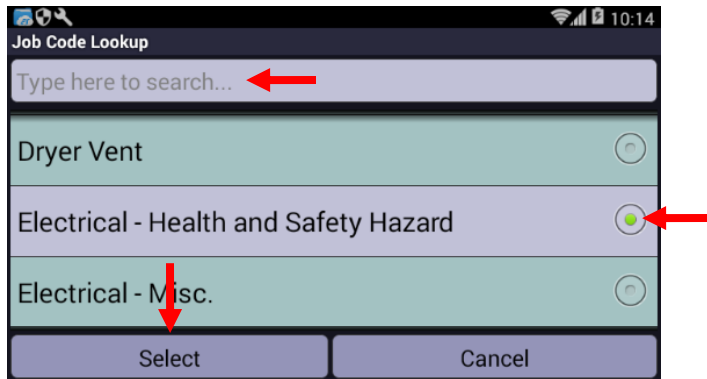 10:14
Job Code Lookup
Type here to search...
Dryer Vent
Electrical - Health and Safety Hazard
Electrical - Misc.
Select Cancel